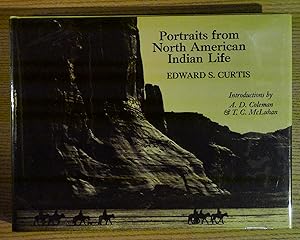 Portraits from
North American
Indian Life
EDWARD S. CURTIS
Introductions by
A. D. Coleman
& T. C. McLuhan